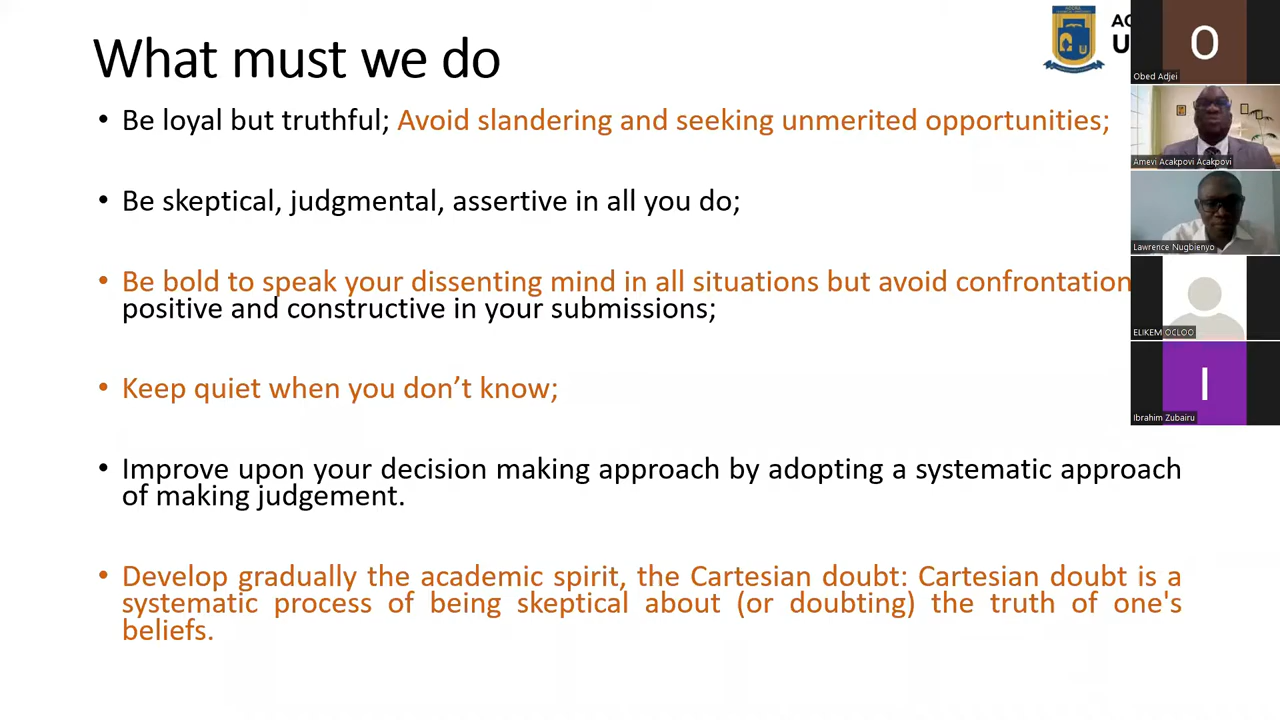 What must we do
• Be loyal but truthful; Avoid slandering and seeking unmerited opportunities;
• Be skeptical, judgmental, assertive in all you do;
• Be bold to speak your dissenting mind in all situations but avoid confrontation
positive and constructive in your submissions;
• Keep quiet when you don’t know;
• Improve upon your decision making approach by adopting a systematic approach
of making judgement.
• Develop gradually the academic spirit, the Cartesian doubt: Cartesian doubt is a
systematic process of being skeptical about (or doubting) the truth of one's
beliefs.
O
Obed Adjei
Amevi Acakpovi Acakpovi
Lawrence Nugbienyo
ELIKEM OCLOO
I
Ibrahim Zubairu